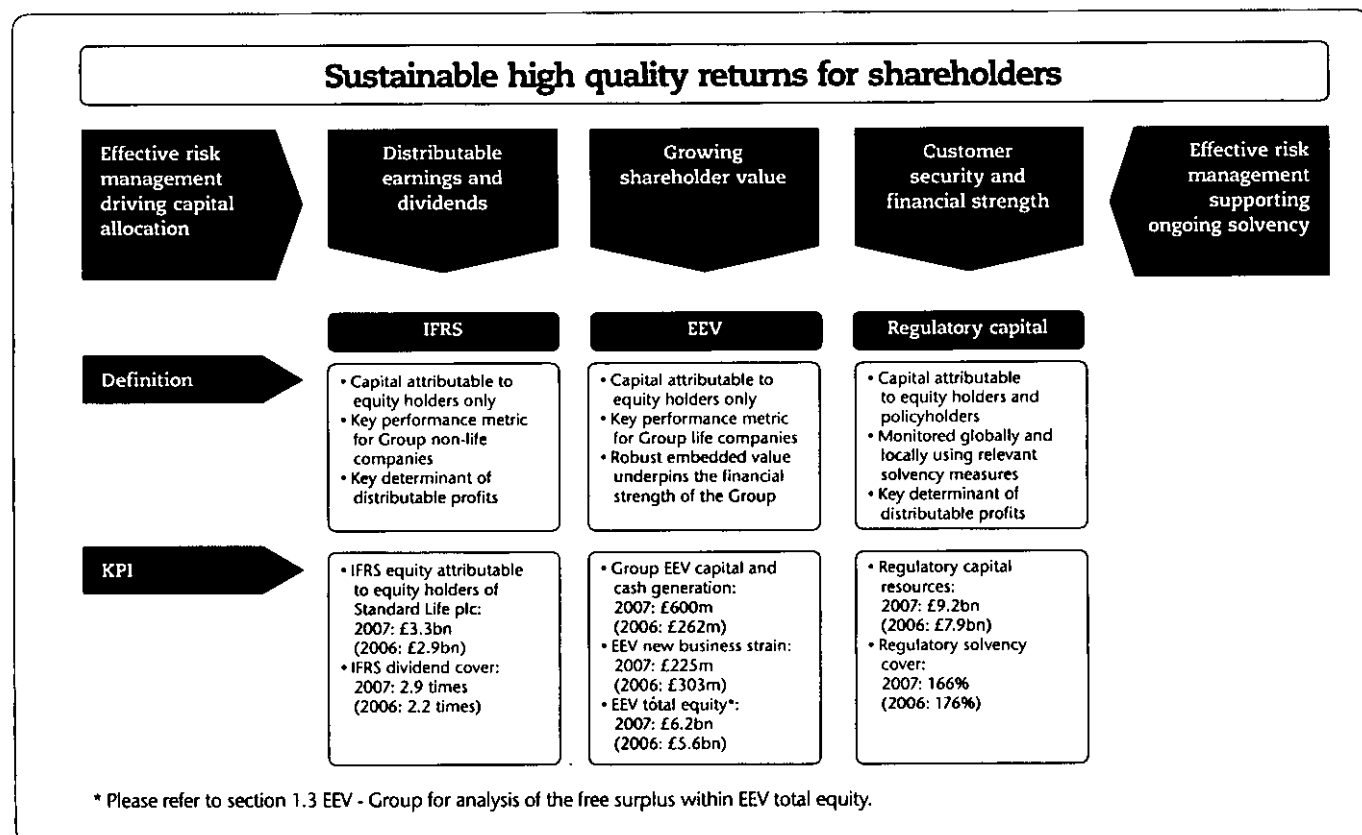 Sustainable high quality returns for shareholders
Effective risk
management
driving capital
allocation
Distributable
earnings and
dividends
Growing
shareholder value
Customer
security and
financial strength
Effective risk
management
supporting
ongoing solvency
IFRS
EEV
Regulatory capital
Definition
• Capital attributable to
equity holders only
• Key performance metric
for Group non-life
companies
• Key determinant of
distributable profits
• Capital attributable to
equity holders only
• Key performance metric
for Group life companies
• Robust embedded value
underpins the financial
strength of the Group
• Capital attributable
to equity holders and
policyholders
• Monitored globally and
locally using relevant
solvency measures
• Key determinant of
distributable profits
KPI
• IFRS equity attributable
to equity holders of
Standard Life plc:
2007: £3.3bn
(2006: £2.9bn)
• IFRS dividend cover:
2007: 2.9 times
(2006: 2.2 times)
• Group EEV capital and
cash generation:
2007: £600m
(2006: £262m)
• EEV new business strain:
2007: £225m
(2006: £303m)
• EEV total equity*:
2007: £6.2bn
(2006: £5.6bn)
• Regulatory capital
resources:
2007: £9.2bn
(2006: £7.9bn)
• Regulatory solvency
cover:
2007: 166%
(2006: 176%)
* Please refer to section 1.3 EEV - Group for analysis of the free surplus within EEV total equity.